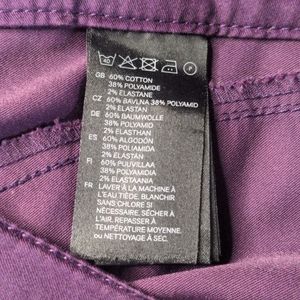 40 P
GB 60% COTTON
38% POLYAMIDE
2% ELASTANE
CZ 60% BAVLNA 38% POLYAMID
2% ELASTAN
DE 60% BAUMWOLLE
38% POLYAMID
2% ELASTHAN
ES 60% ALGODÓN
38% POLIAMIDA
2% ELASTÁN
FI 60% PUUVILLAA
38% POLYAMIDIA
2% ELASTAANIA
FR LAVER À LA MACHINE À
L'EAU TIÈDE. BLANCHIR
SANS CHLORE SI
NÉCESSAIRE. SÉCHER À
L'AIR. REPASSER À
TEMPÉRATURE MOYENNE.
ou NETTOYAGE À SEC.